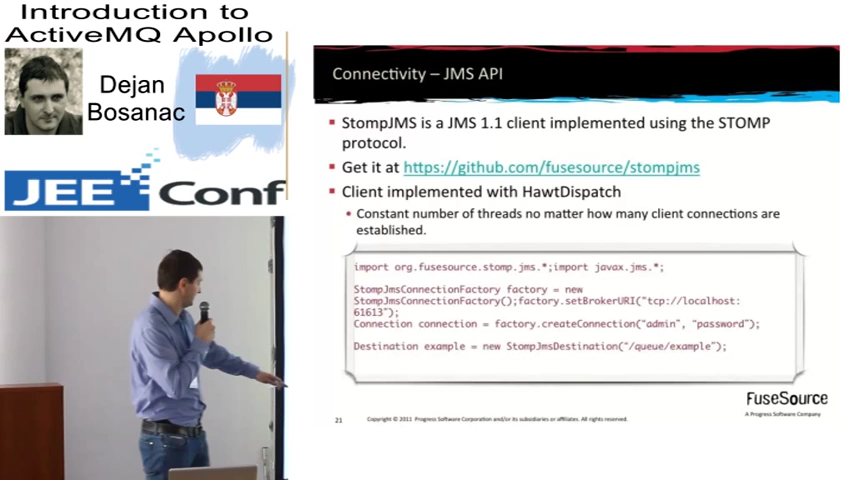 Introduction to
ActiveMQ Apollo
Dejan
Bosanac
JEE Conf
Connectivity – JMS API
StompJMS is a JMS 1.1 client implemented using the STOMP
protocol.
Get it at https://github.com/fusesource/stompjms
Client implemented with HawtDispatch
Constant number of threads no matter how many client connections are
established.
import org.fusesource.stomp.jms.*;import javax.jms.*;
StompJmsConnectionFactory factory = new
StompJmsConnectionFactory();factory.setBrokerURI("tcp://localhost:
61613");
Connection connection = factory.createConnection("admin", "password");
Destination example = new StompJmsDestination("/queue/example");
FuseSource
A Progress Software Company
21
Copyright © 2011 Progress Software Corporation and/or its subsidiaries or affiliates. All rights reserved.